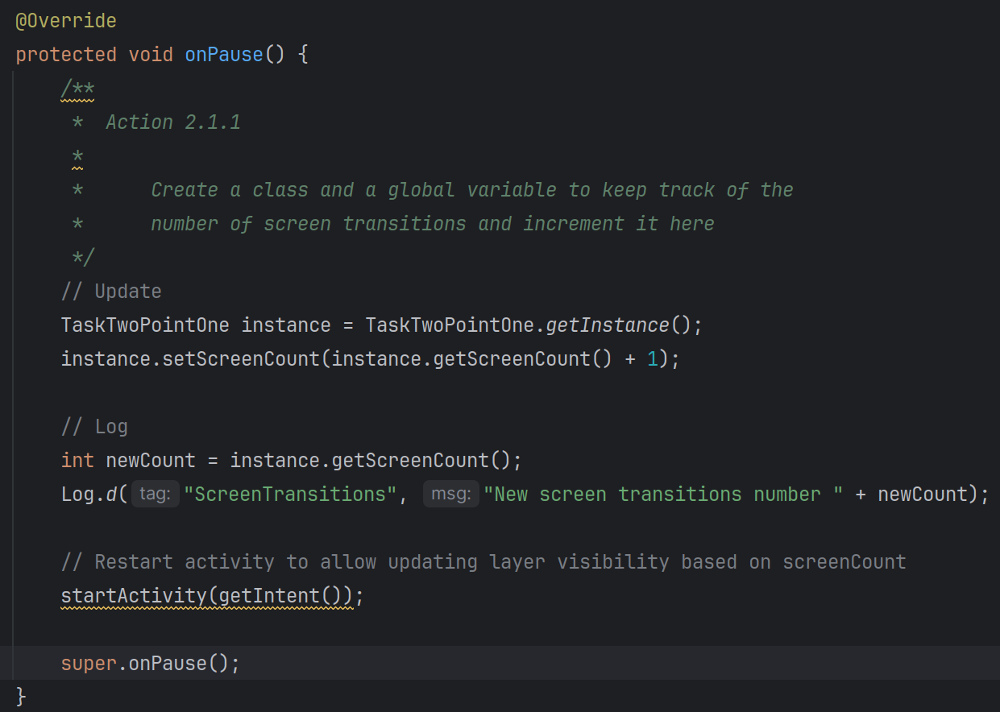 @Override
protected void onPause() {
/**
*  Action 2.1.1
*
*      Create a class and a global variable to keep track of the
*      number of screen transitions and increment it here
*/
// Update
TaskTwoPointOne instance = TaskTwoPointOne.getInstance();
instance.setScreenCount(instance.getScreenCount() + 1);
// Log
int newCount = instance.getScreenCount();
Log.d( tag: "ScreenTransitions", msg: "New screen transitions number " + newCount);
// Restart activity to allow updating layer visibility based on screenCount
startActivity(getIntent());
super.onPause();
}